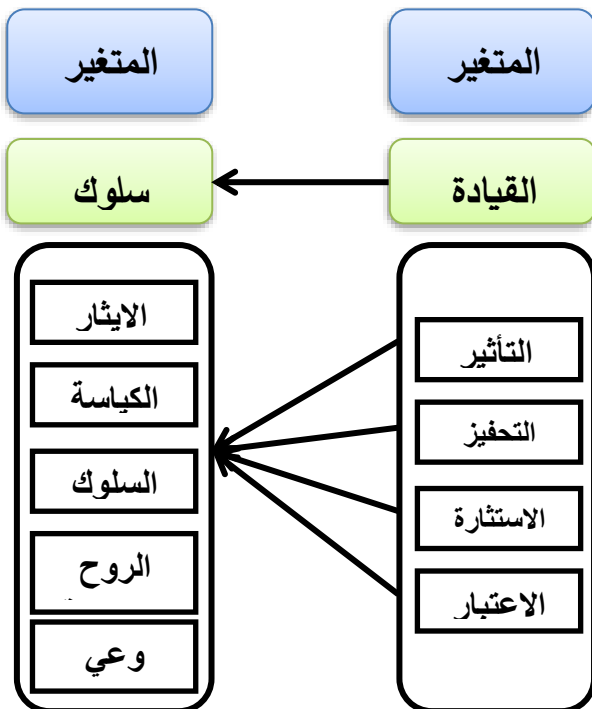 المتغير
المتغير
القيادة
سلوك
التأثير
التحفيز
الاستثارة
الاعتبار
الايثار
الكياسة
السلوك
الروح
وعي